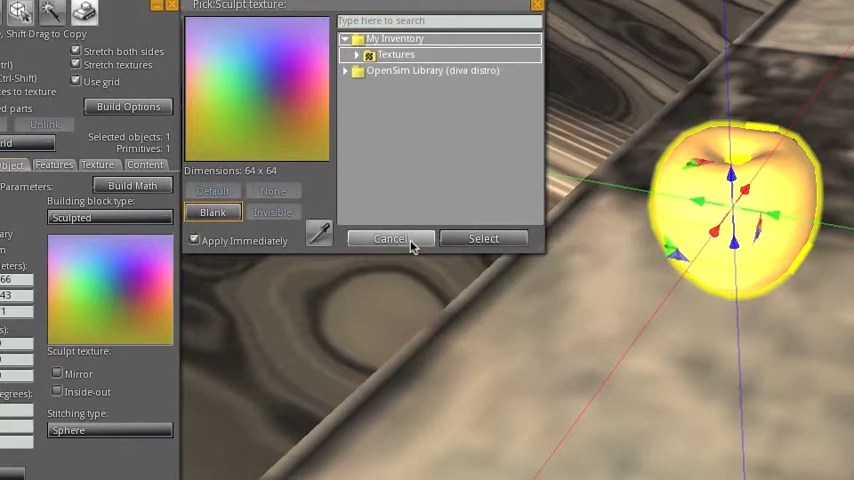 Pick:Sculpt texture:
Type here to search
My Inventory
Textures
OpenSim Library (diva distro)
Dimensions: 64 x 64
Default
None
Blank
Invisible
Apply Immediately
Cancel
Select
, Shift-Drag to Copy
Stretch both sides
Stretch textures
Use grid
Build Options
Unlink
Selected objects: 1
Primitives: 1
Features
Texture
Content
Parameters:
Build Math
Building block type:
Sculpted
66
43
1
Sculpt texture:
Mirror
Inside-out
Stitching type:
Sphere